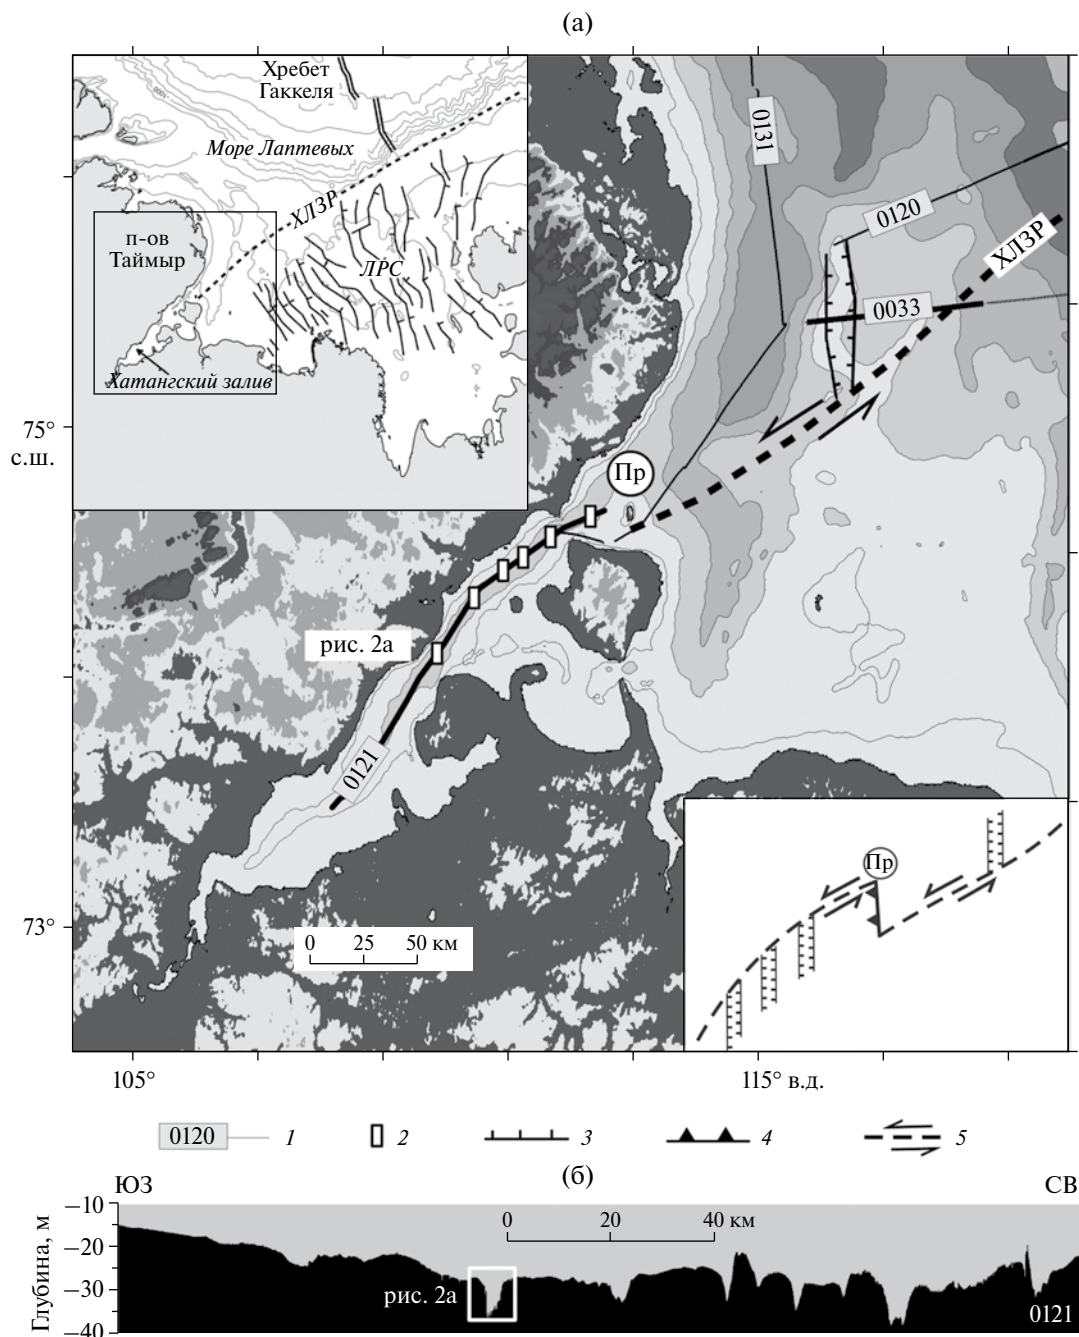 (а)
Хребет
Гаккеля
Море Лаптевых
ХЛЗР
п-ов
Таймыр
ЛРС
Хатангский залив
0131
0120
ХЛЗР
0033
75°
с.ш.
Пр
рис. 2а
0121
Пр
73°
0 25 50 км
105° 115° в.д.
0120 1 2 3 4 5
(б)
ЮЗ СВ
Глубина, м
–10
–20
–30
–40
0 20 40 км
рис. 2а
0121